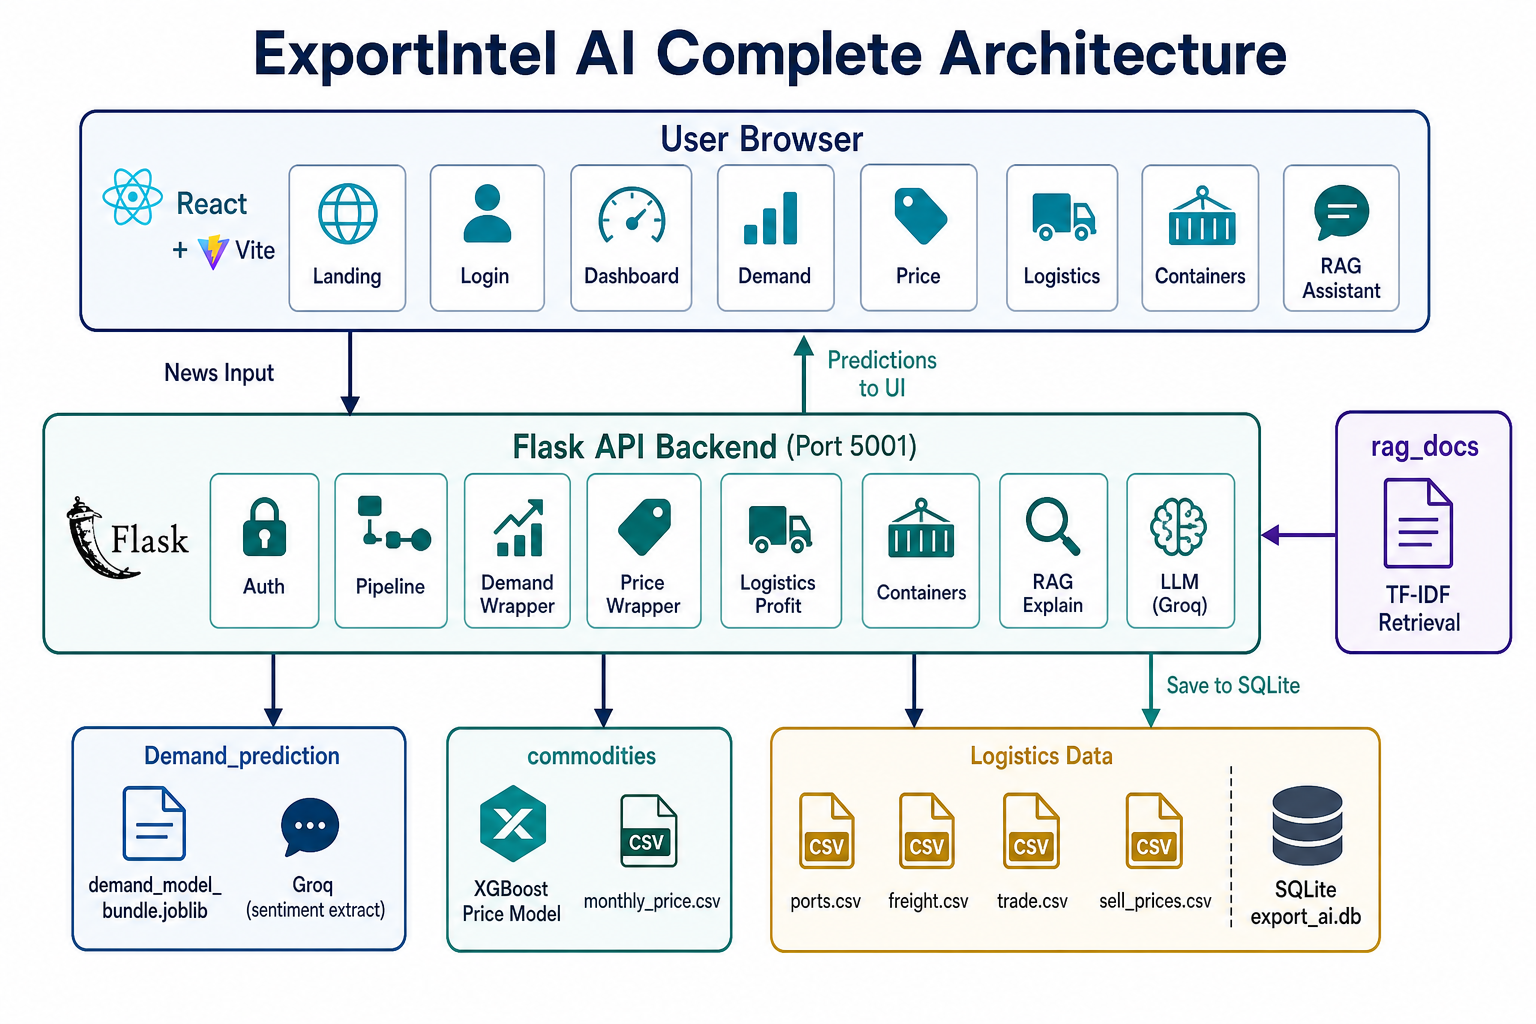 ExportIntel AI Complete Architecture
User Browser
React
+ Vite
Landing
Login
Dashboard
Demand
Price
Logistics
Containers
RAG
Assistant
News Input
Predictions
to UI
Flask API Backend (Port 5001)
Flask
Auth
Pipeline
Demand
Wrapper
Price
Wrapper
Logistics
Profit
Containers
RAG
Explain
LLM
(Groq)
rag_docs
TF-IDF
Retrieval
Save to SQLite
Demand_prediction
demand_model_
bundle.joblib
Groq
(sentiment extract)
commodities
XGBoost
Price Model
CSV
monthly_price.csv
Logistics Data
CSV
ports.csv
CSV
freight.csv
CSV
trade.csv
CSV
sell_prices.csv
SQLite
export_ai.db